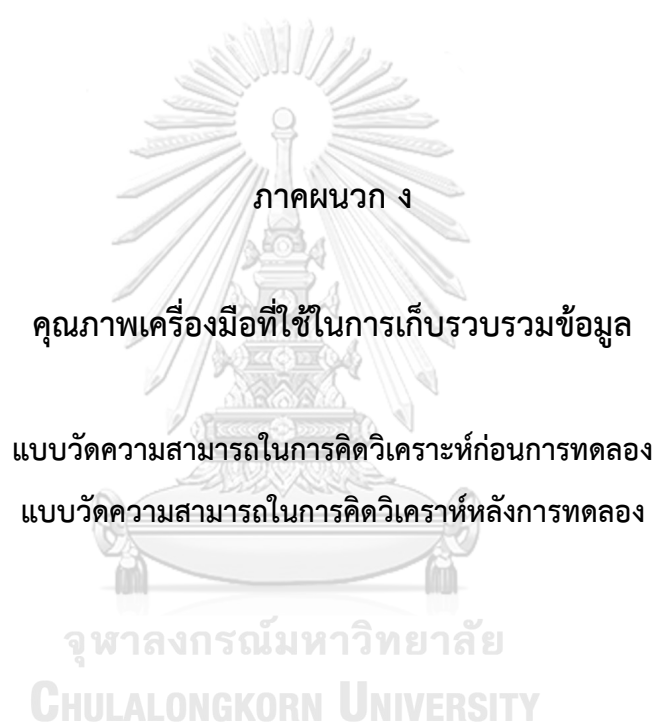 ภาคผนวก ง
คุณภาพเครื่องมือที่ใช้ในการเก็บรวบรวมข้อมูล
แบบวัดความสามารถในการคิดวิเคราะห์ก่อนการทดลอง
แบบวัดความสามารถในการคิดวิเคราห์หลังการทดลอง
จุฬาลงกรณ์มหาวิทยาลัย
CHULALONGKORN UNIVERSITY